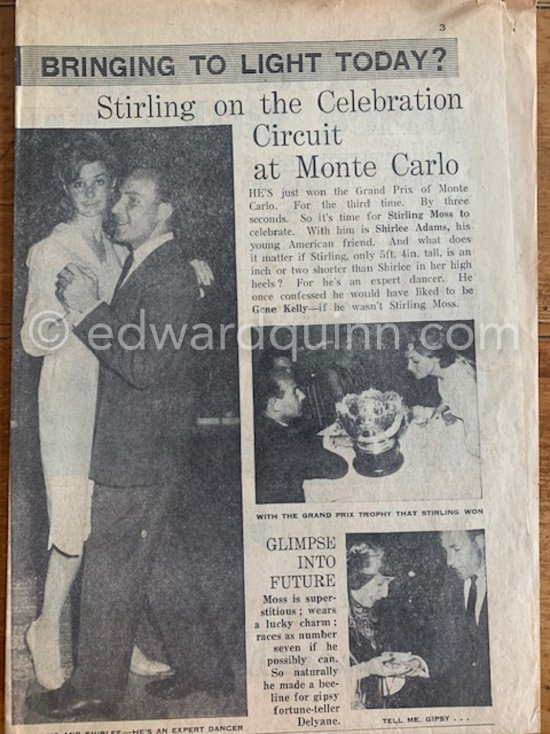 3
BRINGING TO LIGHT TODAY?
Stirling on the Celebration
Circuit
at Monte Carlo
HE'S just won the Grand Prix of Monte
Carlo. For the third time. By three
seconds. So it's time for Stirling Moss to
celebrate. With him is Shirlee Adams, his
young American friend. And what does
it matter if Stirling, only 5ft. 4in. tall, is an
inch or two shorter than Shirlee in her high
heels? For he's an expert dancer. He
once confessed he would have liked to be
Gene Kelly—if he wasn't Stirling Moss.
© edwardquinn.com
WITH THE GRAND PRIX TROPHY THAT STIRLING WON
GLIMPSE
INTO
FUTURE
Moss is super-
stitious; wears
a lucky charm;
races as number
seven if he
possibly can.
So naturally
he made a bee-
line for gipsy
fortune-teller
Delyane.
TELL ME, GIPSY . . .
AND SHIRLEE—HE'S AN EXPERT DANCER